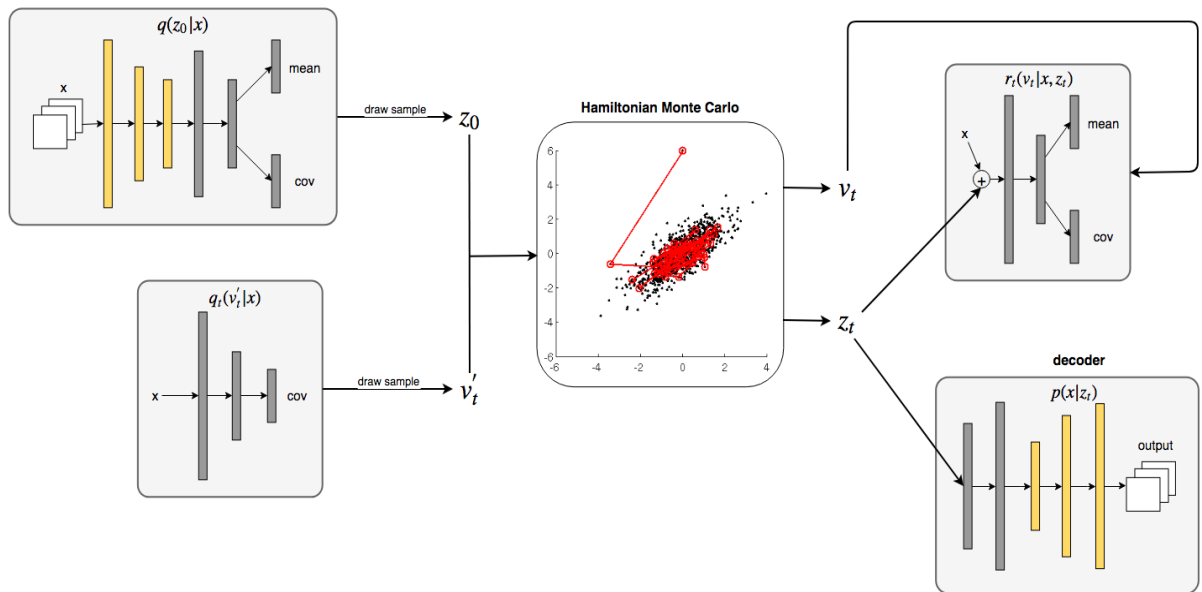 q(z₀|x)
x
mean
cov
draw sample
z₀
qₜ(v′ₜ|x)
x
cov
draw sample
v′ₜ
Hamiltonian Monte Carlo
6
4
2
0
-2
-4
-6
-6 -4 -2 0 2 4
vₜ
zₜ
rₜ(vₜ|x, zₜ)
x
+
mean
cov
decoder
p(x|zₜ)
output